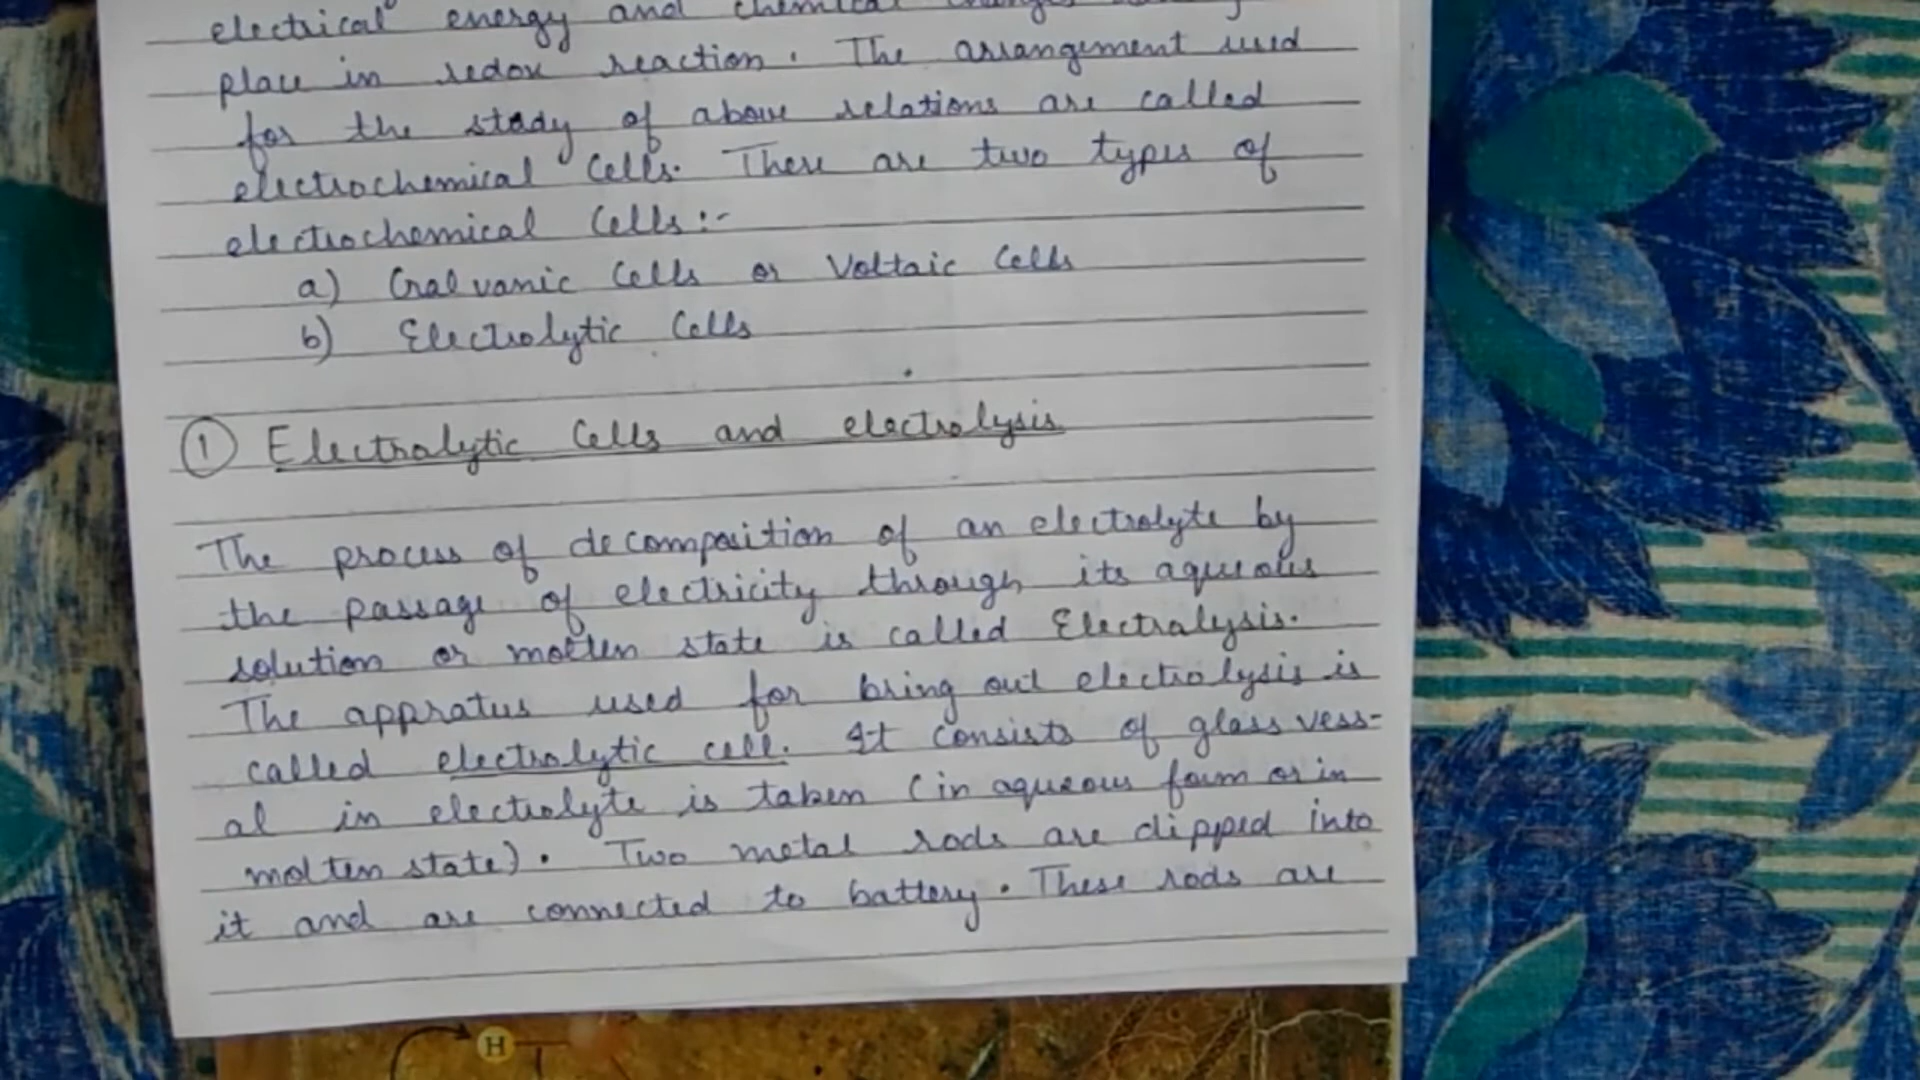 electrical energy and chemical changes
place in redox reaction. The arrangement used
for the study of above relations are called
electrochemical Cells. There are two types of
electrochemical Cells:-
a) Galvanic Cells or Voltaic Cells
b) Electrolytic Cells
1 Electralytic Cells and electrolysis
The process of decomposition of an electrolyte by
the passage of electricity through its aqueous
solution or molten state is called Electralysis.
The appratus used for bring out electrolysis is
called electrolytic cell. It consists of glass vess-
al in electrolyte is taken (in aqueous form or in
molten state). Two metal rods are dipped into
it and are connected to battery. These rods are
H